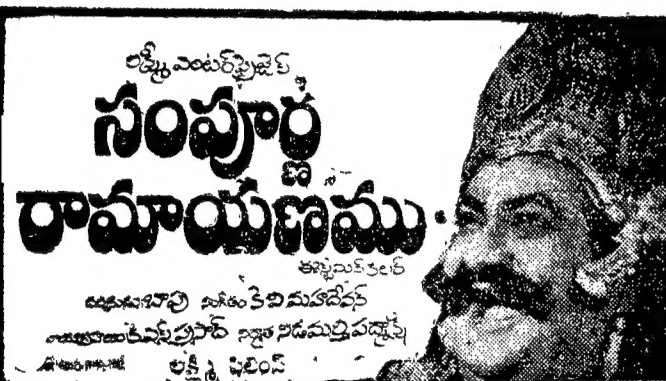 లక్ష్మీ ఎంటర్‌ప్రైజెస్
సంపూర్ణ
రామాయణము
ఈస్ట్‌మన్ కలర్
బాపు సంగీతం కె వి మహదేవన్
నిర్మాత నిడమర్తి పద్మాక్షి
లక్ష్మీ ఫిలింస్